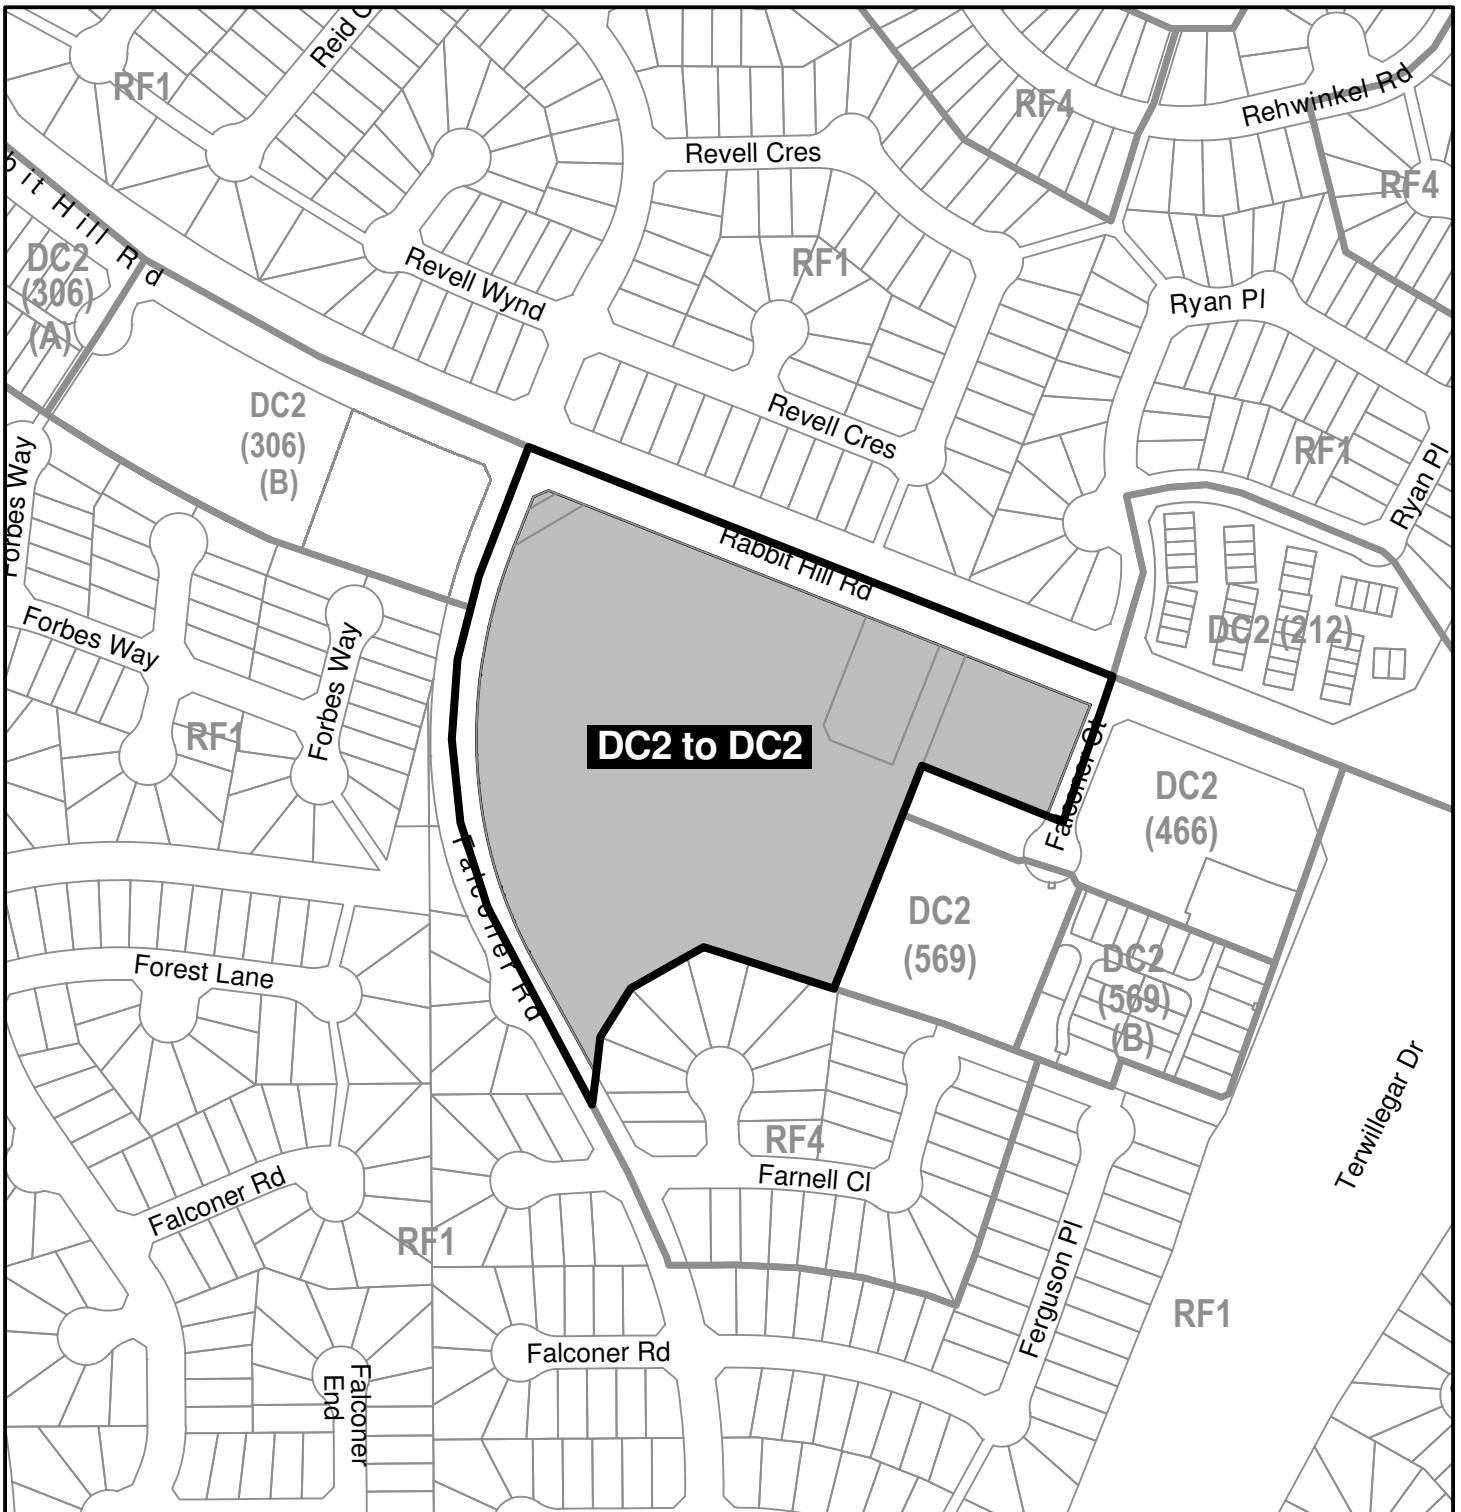 Reid
RF1
RF4
Rehwinkel Rd
Revell Cres
RF4
bit Hill Rd
DC2
(306)
(A)
Revell Wynd
RF1
Ryan Pl
DC2
(306)
(B)
Revell Cres
RF1
Ryan Pl
Forbes Way
Rabbit Hill Rd
DC2 (212)
Forbes Way
Forbes Way
RF1
DC2 to DC2
Falconer Ct
DC2
(466)
Falconer Rd
DC2
(569)
DC2
(569)
(B)
Forest Lane
Terwillegar Dr
RF4
Farnell Cl
Falconer Rd
RF1
Ferguson Pl
RF1
Falconer Rd
Falconer
End